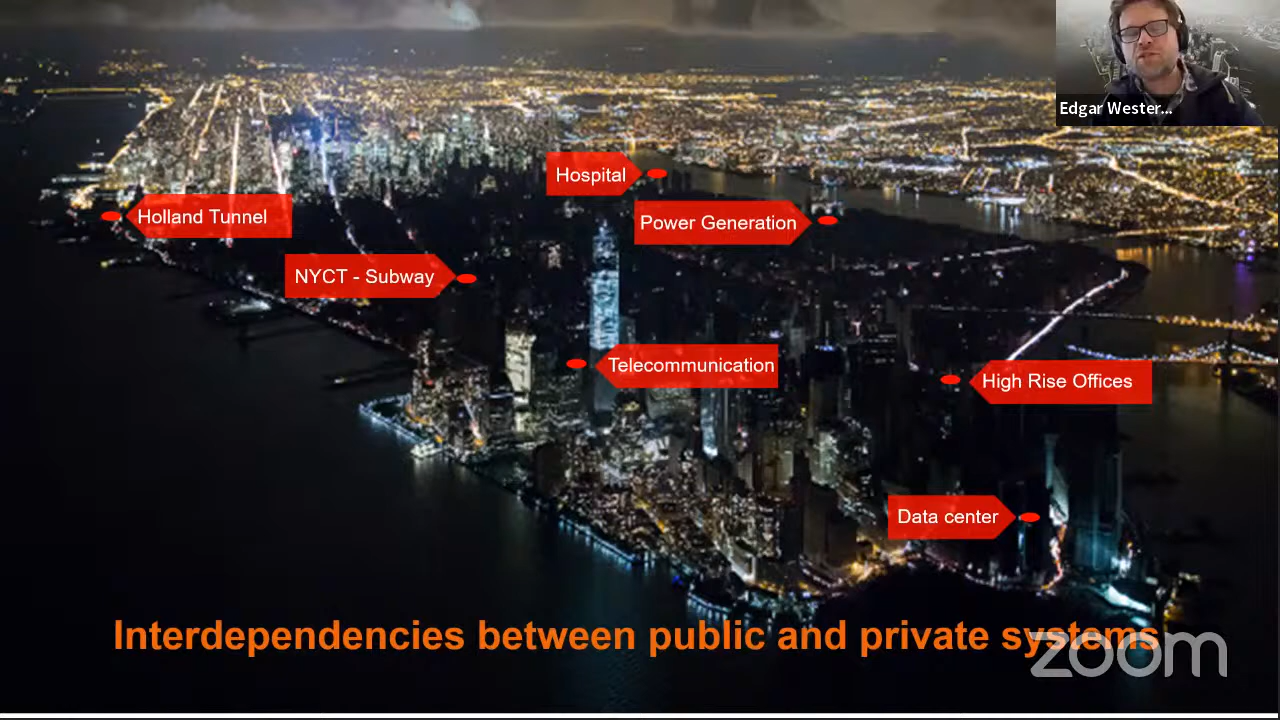 Edgar Wester...
Hospital
Holland Tunnel
Power Generation
NYCT - Subway
Telecommunication
High Rise Offices
Data center
Interdependencies between public and private systems
zoom